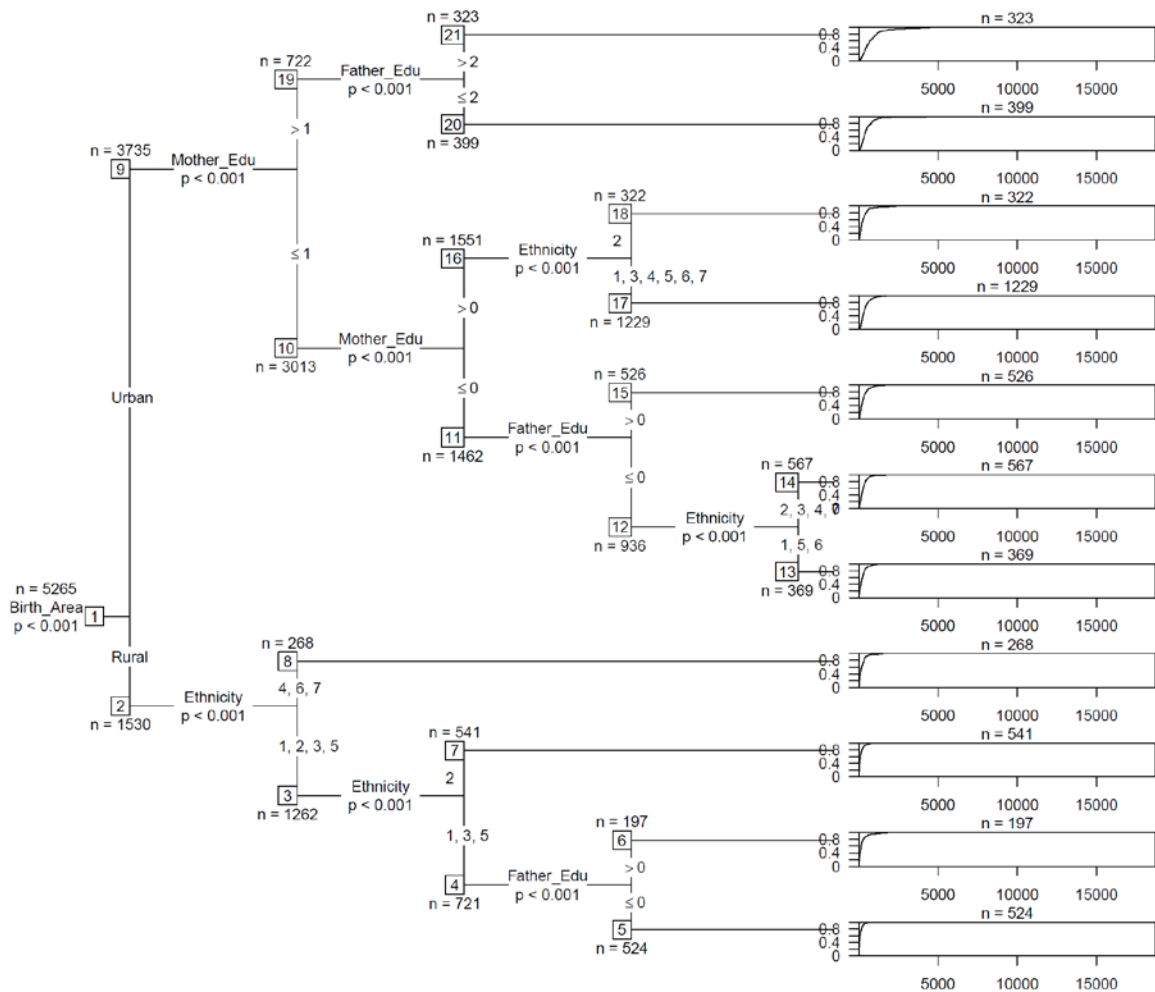 n = 323
21
n = 323
0.8
0.4
0
n = 722
19
Father_Edu
p < 0.001
> 2
≤ 2
5000 10000 15000
20
n = 399
n = 399
0.8
0.4
0
> 1
5000 10000 15000
n = 3735
9
Mother_Edu
p < 0.001
n = 322
18
n = 322
0.8
0.4
0
2
n = 1551
16
Ethnicity
p < 0.001
≤ 1
1, 3, 4, 5, 6, 7
5000 10000 15000
17
n = 1229
n = 1229
0.8
0.4
0
> 0
10
n = 3013
Mother_Edu
p < 0.001
5000 10000 15000
n = 526
15
n = 526
0.8
0.4
0
Urban
≤ 0
> 0
11
n = 1462
Father_Edu
p < 0.001
5000 10000 15000
≤ 0
n = 567
14
n = 567
0.8
0.4
0
2, 3, 4, 7
12
n = 936
Ethnicity
p < 0.001
5000 10000 15000
1, 5, 6
13
n = 369
n = 369
0.8
0.4
0
n = 5265
Birth_Area
p < 0.001
1
5000 10000 15000
Rural
n = 268
8
n = 268
0.8
0.4
0
4, 6, 7
2
n = 1530
Ethnicity
p < 0.001
5000 10000 15000
1, 2, 3, 5
n = 541
7
n = 541
0.8
0.4
0
2
3
n = 1262
Ethnicity
p < 0.001
5000 10000 15000
1, 3, 5
n = 197
6
n = 197
0.8
0.4
0
> 0
4
n = 721
Father_Edu
p < 0.001
≤ 0
5000 10000 15000
5
n = 524
n = 524
0.8
0.4
0
5000 10000 15000